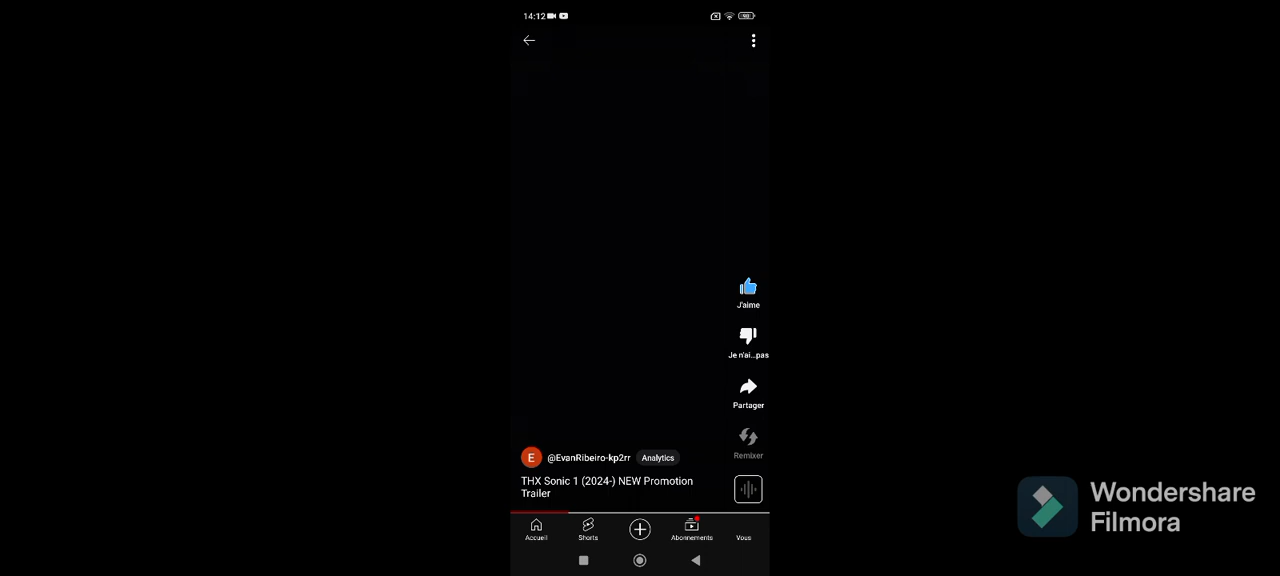 14:12
J'aime
Je n'ai...pas
Partager
Remixer
E @EvanRibeiro-kp2rr Analytics
THX Sonic 1 (2024-) NEW Promotion
Trailer
Accueil Shorts Abonnements Vous
Wondershare
Filmora